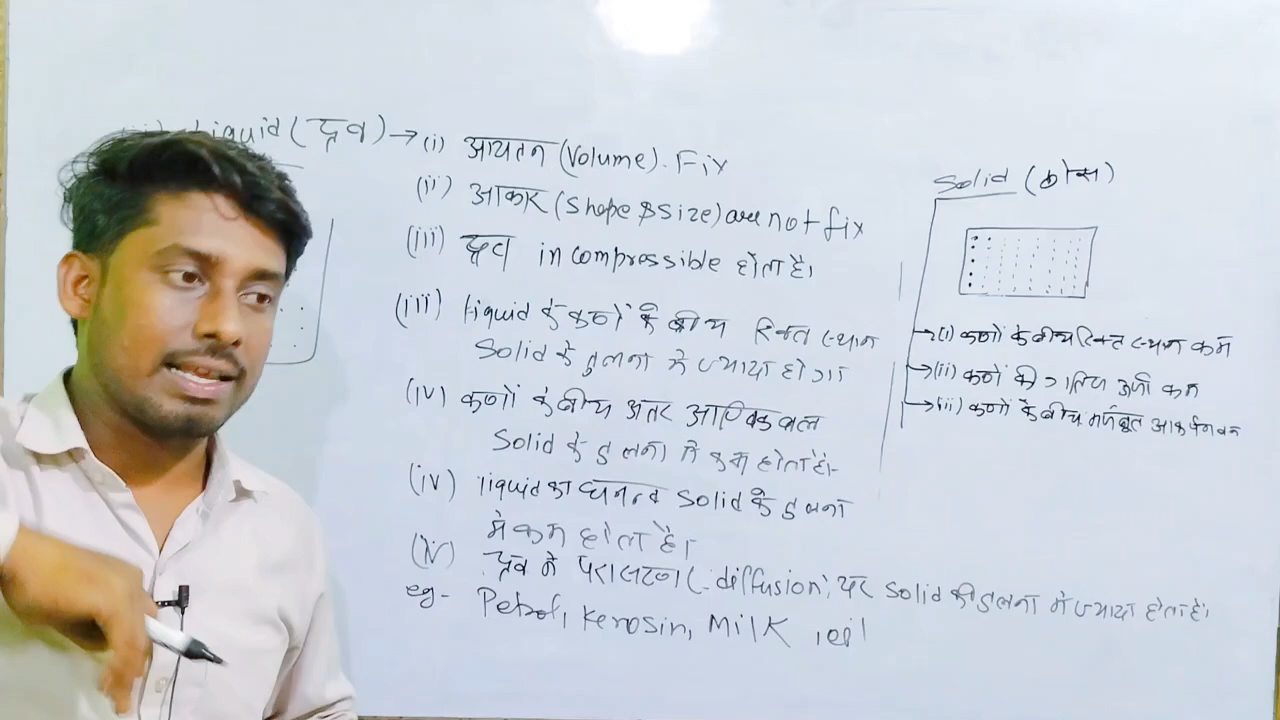 Liquid (द्रव) → (i) आयतन (Volume). Fix
(ii) आकार (Shape & Size) are not fix
(iii) द्रव incompressible होता है।
(iii) liquid के कणों के बीच रिक्त स्थान
Solid के तुलना मे ज्यादा होगा
(iv) कणों के बीच अंतर आण्विक बल
Solid के तुलना मे कम होता है।
(iv) liquid का घनत्व Solid के तुलना
मे कम होता है।
(iv) द्रव मे (diffusion) दर Solid की तुलना मे ज्यादा होता है।
eg- Petrol, Kerosin, Milk, oil
Solid (ठोस)
→(i) कणों के बीच रिक्त स्थान कम
→(ii) कणों की गतिज ऊर्जा कम
→(iii) कणों के बीच मजबूत आकर्षण बल